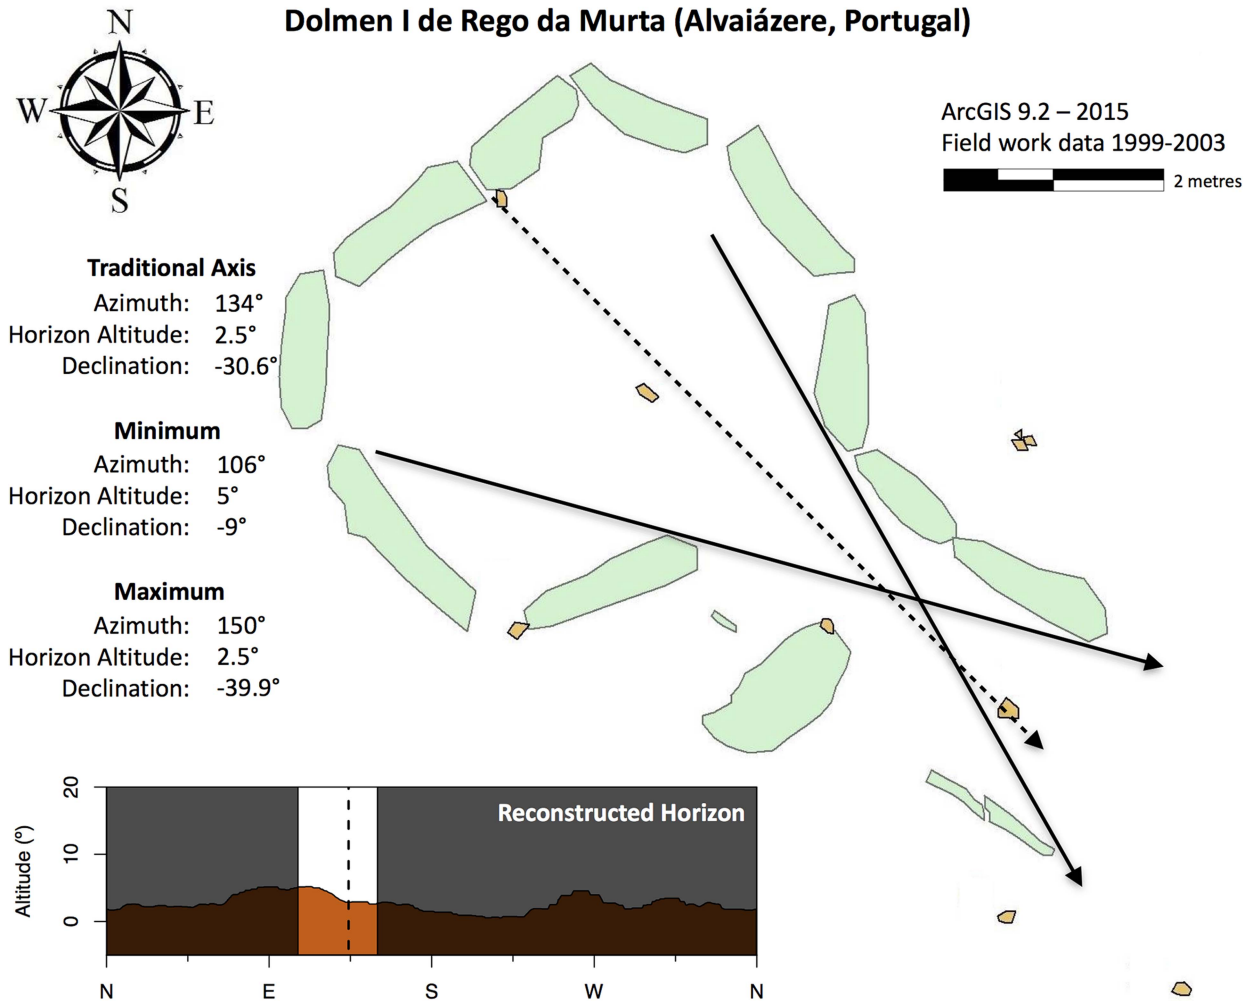 Dolmen I de Rego da Murta (Alvaiázere, Portugal)
N
W E
S
ArcGIS 9.2 – 2015
Field work data 1999-2003
2 metres
Traditional Axis
Azimuth: 134°
Horizon Altitude: 2.5°
Declination: -30.6°
Minimum
Azimuth: 106°
Horizon Altitude: 5°
Declination: -9°
Maximum
Azimuth: 150°
Horizon Altitude: 2.5°
Declination: -39.9°
Reconstructed Horizon
Altitude (º)
20
10
0
N E S W N